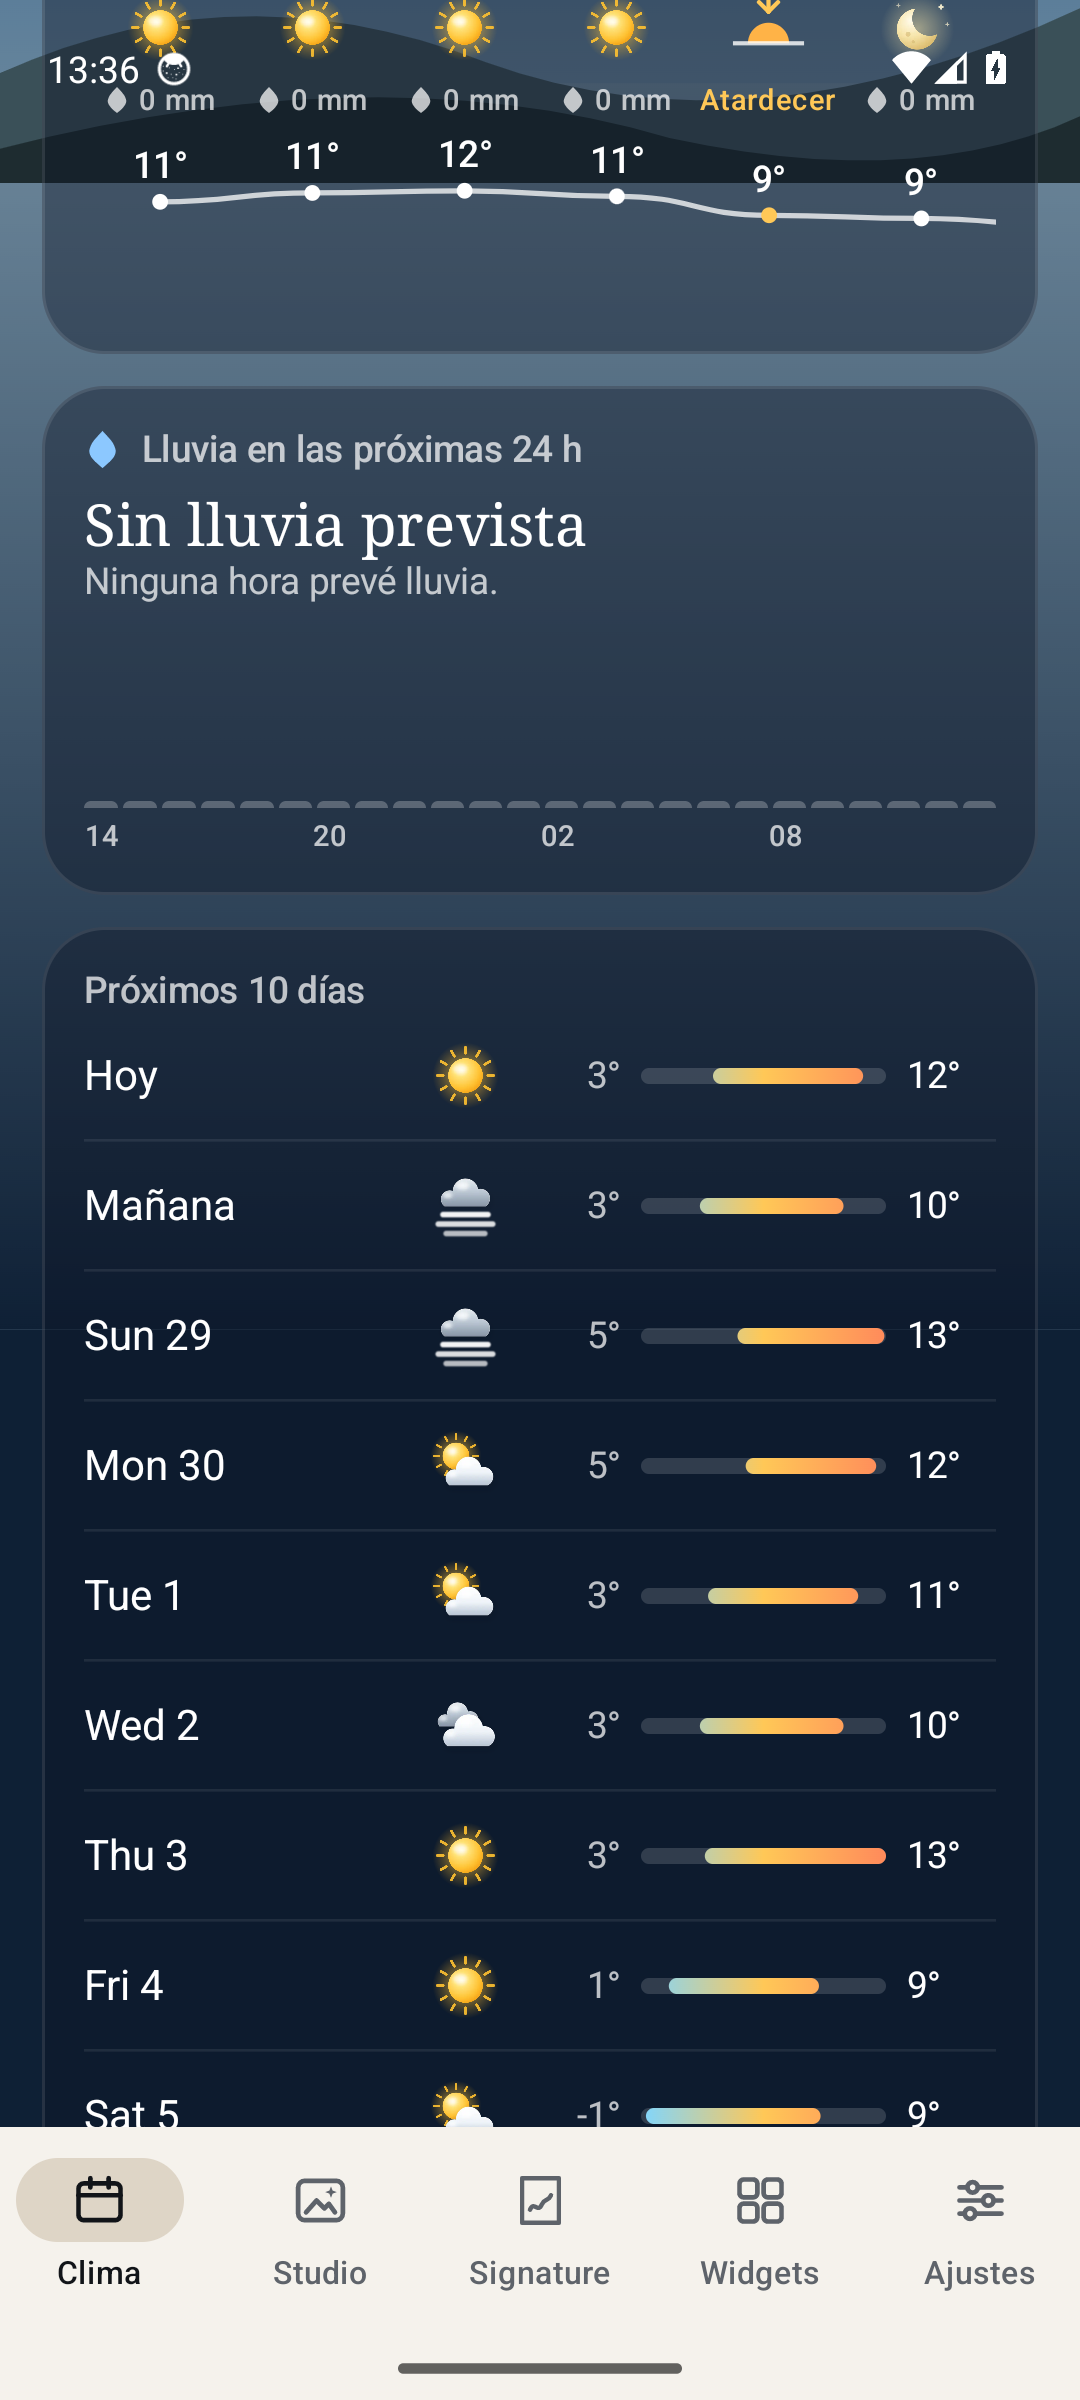 13:36
0 mm 0 mm 0 mm 0 mm Atardecer 0 mm
11° 11° 12° 11° 9° 9°
Lluvia en las próximas 24 h
Sin lluvia prevista
Ninguna hora prevé lluvia.
14 20 02 08
Próximos 10 días
Hoy 3° 12°
Mañana 3° 10°
Sun 29 5° 13°
Mon 30 5° 12°
Tue 1 3° 11°
Wed 2 3° 10°
Thu 3 3° 13°
Fri 4 1° 9°
Sat 5 -1° 9°
Clima Studio Signature Widgets Ajustes